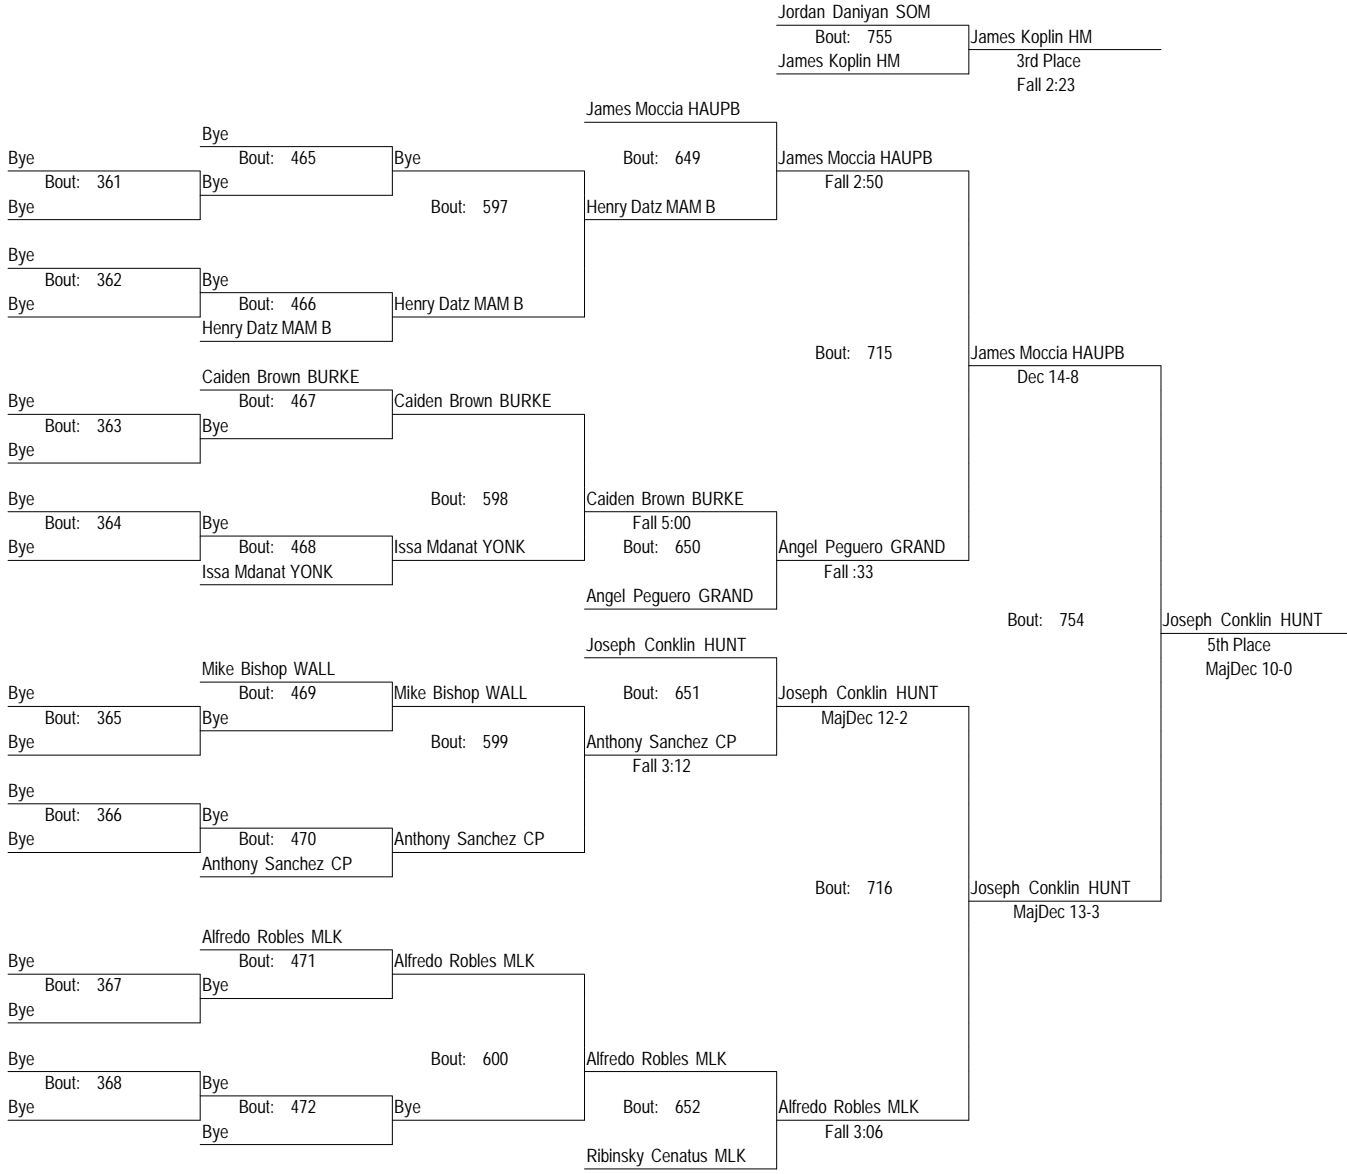 Jordan Daniyan SOM
Bout: 755
James Koplin HM
James Koplin HM
3rd Place
Fall 2:23
James Moccia HAUPB
Bye
Bye
Bout: 465
Bye
Bout: 649
James Moccia HAUPB
Bout: 361
Bye
Fall 2:50
Bye
Bout: 597
Henry Datz MAM B
Bye
Bout: 362
Bye
Bye
Bout: 466
Henry Datz MAM B
Henry Datz MAM B
Bout: 715
James Moccia HAUPB
Dec 14-8
Caiden Brown BURKE
Bye
Bout: 467
Caiden Brown BURKE
Bout: 363
Bye
Bye
Bye
Bout: 598
Caiden Brown BURKE
Bout: 364
Bye
Fall 5:00
Bye
Bout: 468
Issa Mdanat YONK
Bout: 650
Angel Peguero GRAND
Issa Mdanat YONK
Fall :33
Angel Peguero GRAND
Bout: 754
Joseph Conklin HUNT
5th Place
MajDec 10-0
Joseph Conklin HUNT
Mike Bishop WALL
Bye
Bout: 469
Mike Bishop WALL
Bout: 651
Joseph Conklin HUNT
Bout: 365
Bye
MajDec 12-2
Bye
Bout: 599
Anthony Sanchez CP
Fall 3:12
Bye
Bout: 366
Bye
Bye
Bout: 470
Anthony Sanchez CP
Anthony Sanchez CP
Bout: 716
Joseph Conklin HUNT
MajDec 13-3
Alfredo Robles MLK
Bye
Bout: 471
Alfredo Robles MLK
Bout: 367
Bye
Bye
Bye
Bout: 600
Alfredo Robles MLK
Bout: 368
Bye
Bye
Bout: 472
Bye
Bout: 652
Alfredo Robles MLK
Bye
Fall 3:06
Ribinsky Cenatus MLK